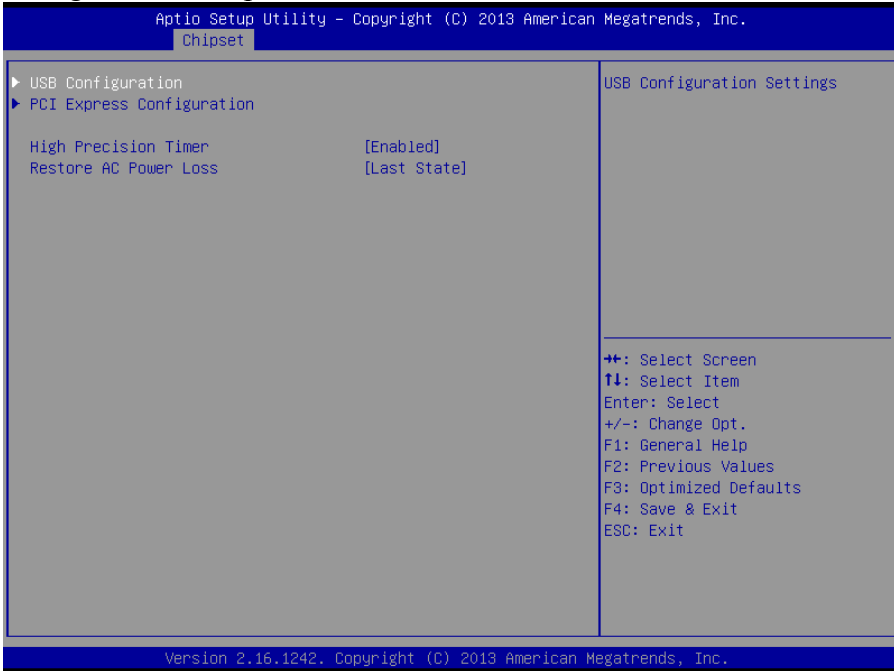 Aptio Setup Utility – Copyright (C) 2013 American Megatrends, Inc.
Chipset
▶ USB Configuration
▶ PCI Express Configuration
High Precision Timer [Enabled]
Restore AC Power Loss [Last State]
USB Configuration Settings
→←: Select Screen
↑↓: Select Item
Enter: Select
+/-: Change Opt.
F1: General Help
F2: Previous Values
F3: Optimized Defaults
F4: Save & Exit
ESC: Exit
Version 2.16.1242. Copyright (C) 2013 American Megatrends, Inc.